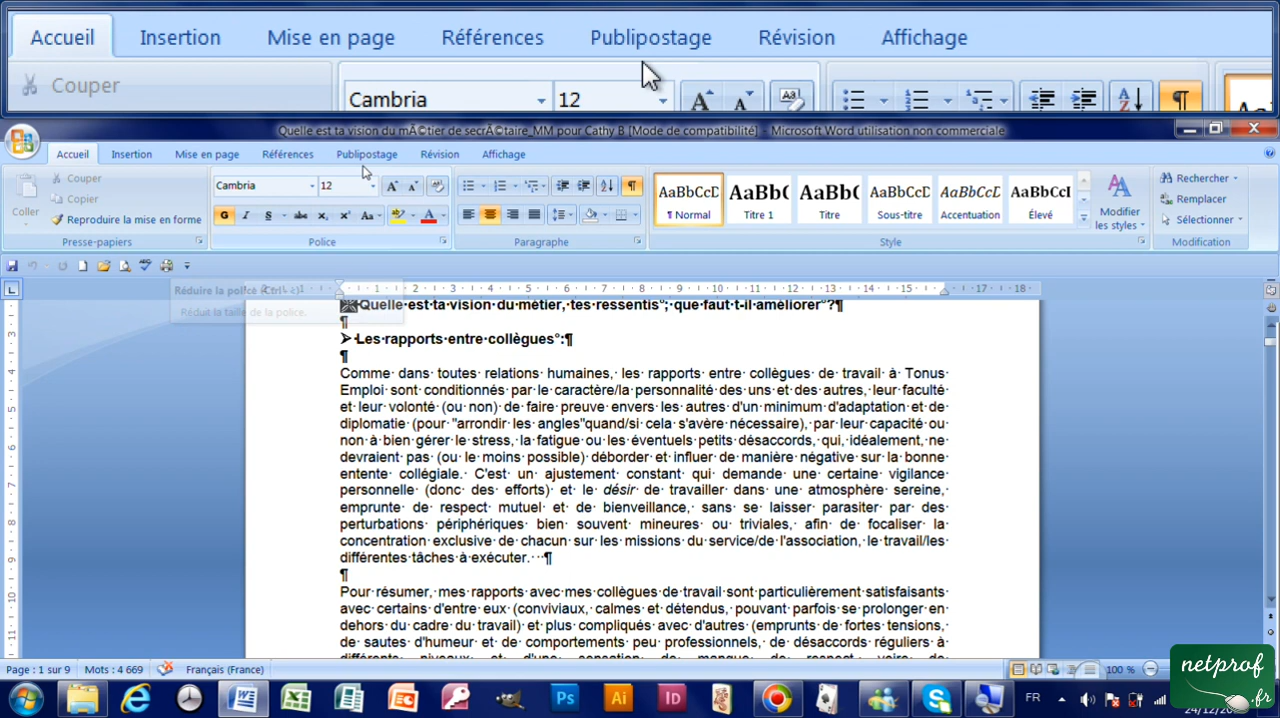 Accueil Insertion Mise en page Références Publipostage Révision Affichage
Couper
Cambria 12
Quelle est ta vision du mÃ©tier de secrÃ©taire_MM pour Cathy B [Mode de compatibilité] - Microsoft Word utilisation non commerciale
Accueil Insertion Mise en page Références Publipostage Révision Affichage
Coller
Couper
Copier
Reproduire la mise en forme
Presse-papiers
Cambria 12
Police
Paragraphe
AaBbCcD AaBb( AaBb( AaBbCcD AaBbCcD AaBbCcI
¶ Normal Titre 1 Titre Sous-titre Accentuation Élevé
Modifier les styles
Style
Rechercher
Remplacer
Sélectionner
Modification
Réduire la police (Ctrl+<)
Réduit la taille de la police.
Quelle·est·ta·vision·du·métier,·tes·ressentis°;·que·faut·t-il·améliorer°?¶
¶
➢·Les·rapports·entre·collègues°:¶
¶
Comme· dans· toutes· relations· humaines,· les· rapports· entre· collègues· de· travail· à· Tonus·
Emploi· sont· conditionnés· par· le· caractère/la· personnalité· des· uns· et· des· autres,· leur· faculté·
et· leur· volonté· (ou· non)· de· faire· preuve· envers· les· autres· d'un· minimum· d'adaptation· et· de·
diplomatie· (pour· "arrondir· les· angles"quand/si· cela· s'avère· nécessaire),· par· leur· capacité· ou·
non· à· bien· gérer· le· stress,· la· fatigue· ou· les· éventuels· petits· désaccords,· qui,· idéalement,· ne·
devraient· pas· (ou· le· moins· possible)· déborder· et· influer· de· manière· négative· sur· la· bonne·
entente· collégiale.· C'est· un· ajustement· constant· qui· demande· une· certaine· vigilance·
personnelle· (donc· des· efforts)· et· le· désir· de· travailler· dans· une· atmosphère· sereine,·
emprunte· de· respect· mutuel· et· de· bienveillance,· sans· se· laisser· parasiter· par· des·
perturbations· périphériques· bien· souvent· mineures· ou· triviales,· afin· de· focaliser· la·
concentration· exclusive· de· chacun· sur· les· missions· du· service/de· l'association,· le· travail/les·
différentes·tâches·à·exécuter.···¶
¶
Pour· résumer,· mes· rapports· avec· mes· collègues· de· travail· sont· particulièrement· satisfaisants·
avec· certains· d'entre· eux· (conviviaux,· calmes· et· détendus,· pouvant· parfois· se· prolonger· en·
dehors· du· cadre· du· travail)· et· plus· compliqués· avec· d'autres· (emprunts· de· fortes· tensions,·
de· sautes· d'humeur· et· de· comportements· peu· professionnels,· de· désaccords· réguliers· à·
différents· niveaux· et· d'une· sensation· de· manque· de· respect· voire· de·
Page : 1 sur 9 Mots : 4 669 Français (France) 100 %
netprof
.fr
FR